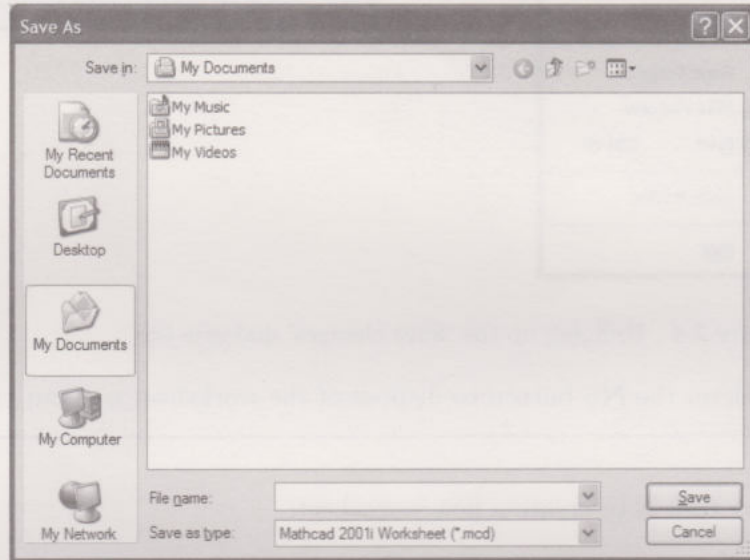 Save As
Save in: My Documents
My Music
My Pictures
My Videos
My Recent
Documents
Desktop
My Documents
My Computer
My Network
File name:
Save
Save as type: Mathcad 2001i Worksheet (*.mcd)
Cancel